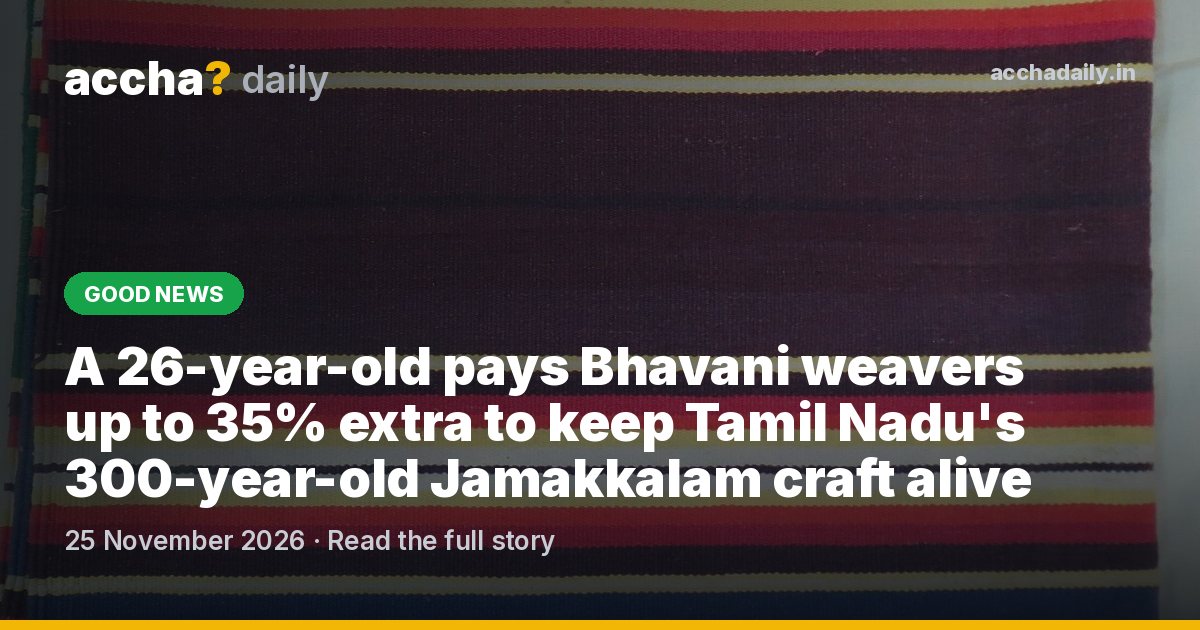 accha? daily
acchadaily.in
GOOD NEWS
A 26-year-old pays Bhavani weavers
up to 35% extra to keep Tamil Nadu's
300-year-old Jamakkalam craft alive
25 November 2026 · Read the full story